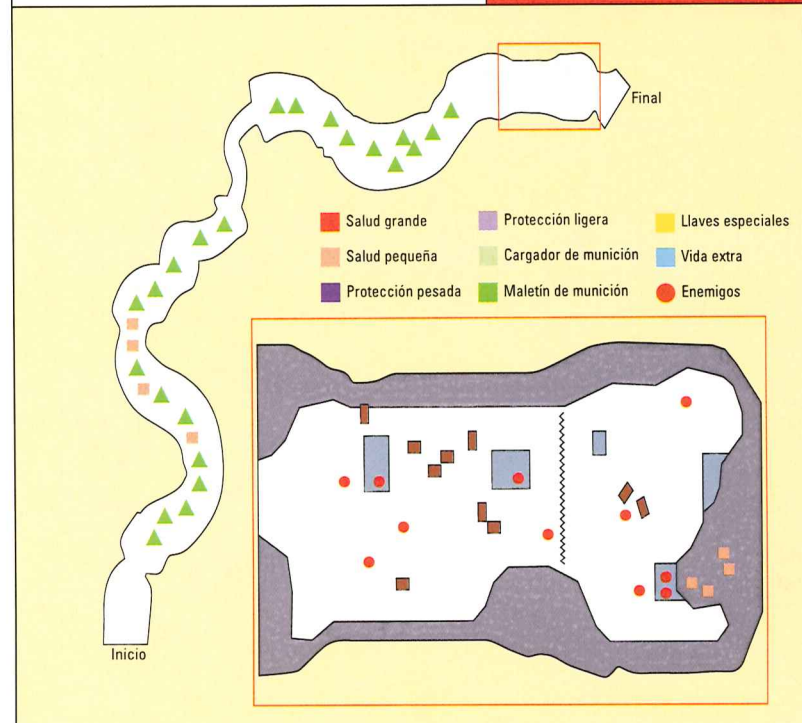 Final
Salud grande
Protección ligera
Llaves especiales
Salud pequeña
Cargador de munición
Vida extra
Protección pesada
Maletín de munición
Enemigos
Inicio